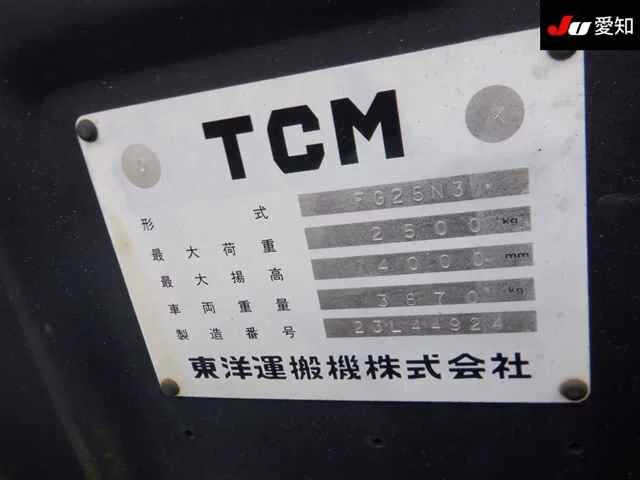 JU 愛知
TCM
形式 FG25N3
最大荷重 2500 kg
最大揚高 4000 mm
車両重量 3870 kg
製造番号 23L44924
東洋運搬機株式会社